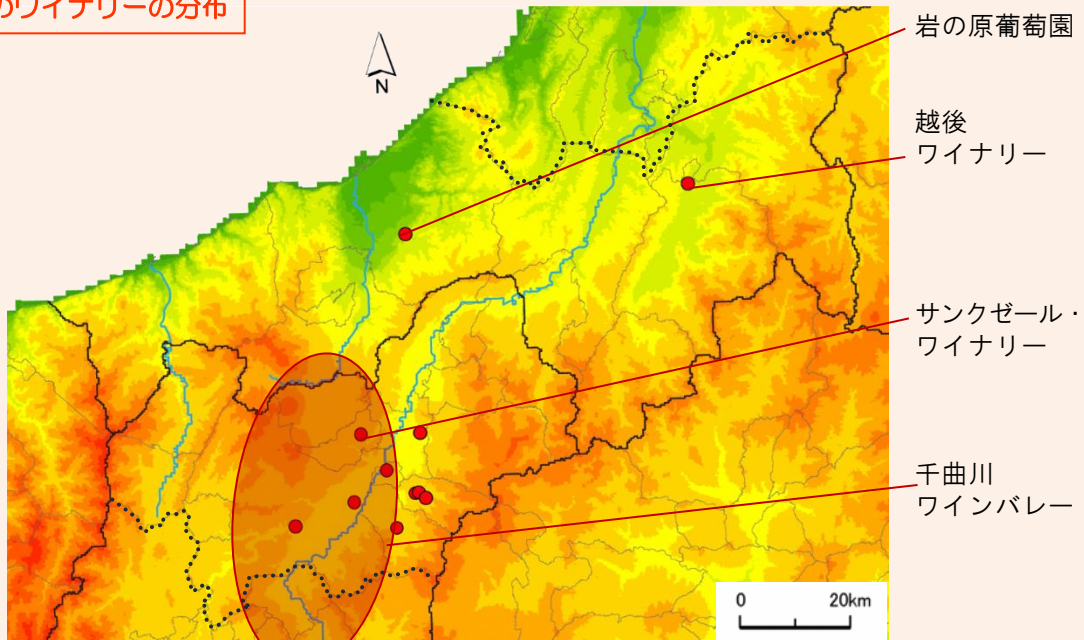 のワイナリーの分布
N
岩の原葡萄園
越後
ワイナリー
サンクゼール・
ワイナリー
千曲川
ワインバレー
0 20km